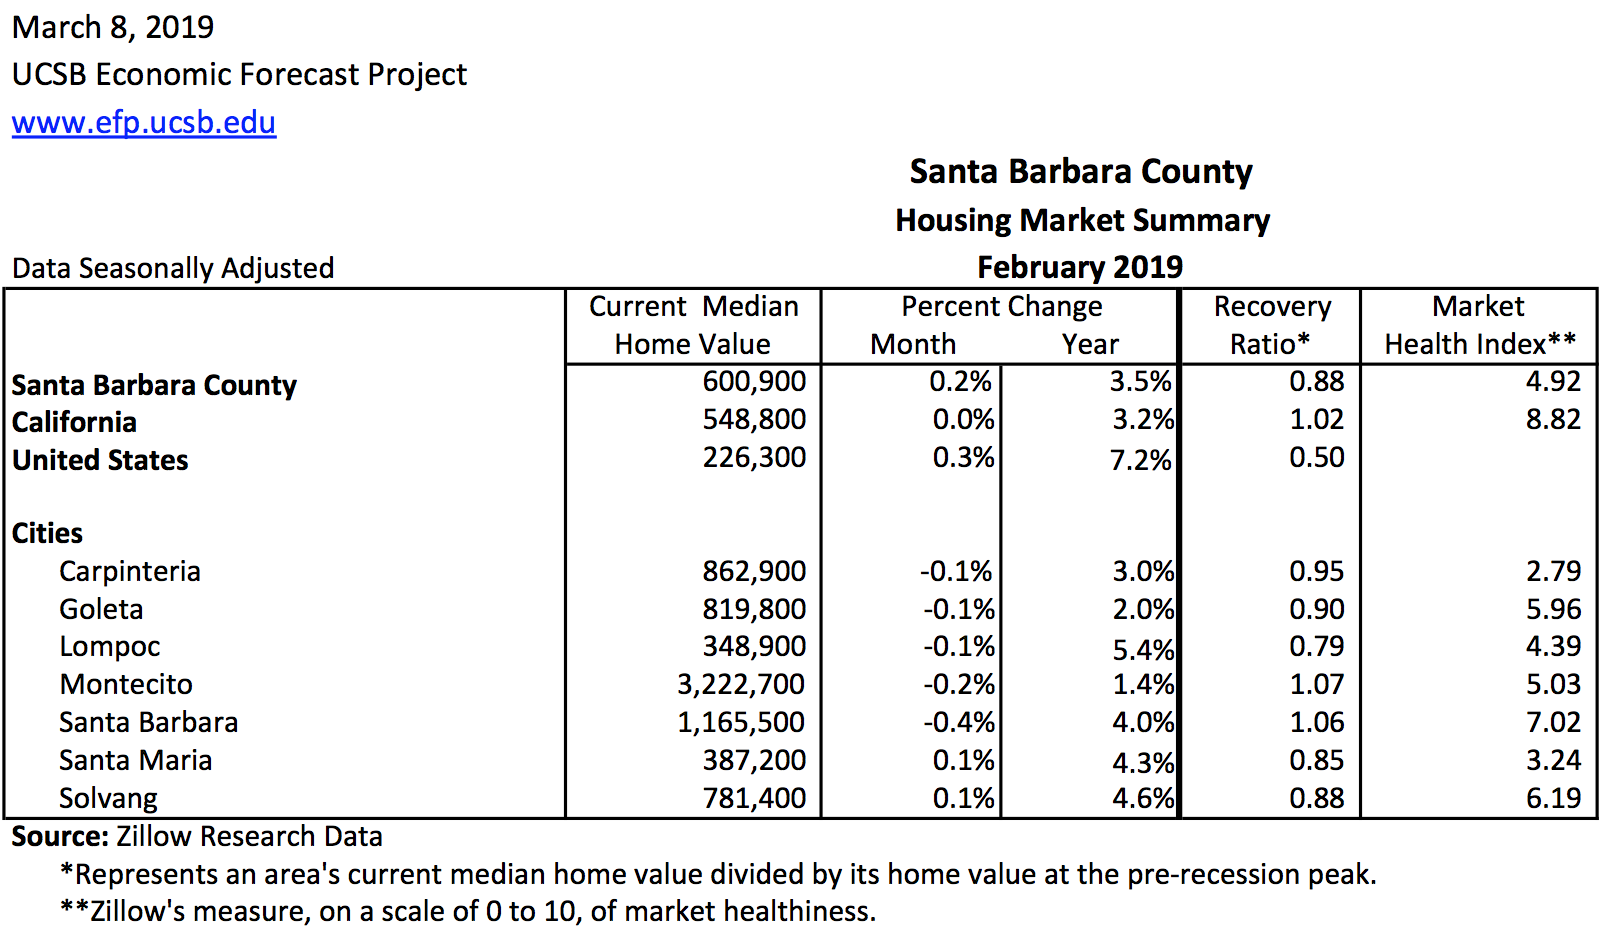 March 8, 2019
UCSB Economic Forecast Project
www.efp.ucsb.edu
Santa Barbara County
Housing Market Summary
Data Seasonally Adjusted February 2019
Current Median Percent Change Recovery Market
Home Value Month Year Ratio* Health Index**
Santa Barbara County 600,900 0.2% 3.5% 0.88 4.92
California 548,800 0.0% 3.2% 1.02 8.82
United States 226,300 0.3% 7.2% 0.50
Cities
Carpinteria 862,900 -0.1% 3.0% 0.95 2.79
Goleta 819,800 -0.1% 2.0% 0.90 5.96
Lompoc 348,900 -0.1% 5.4% 0.79 4.39
Montecito 3,222,700 -0.2% 1.4% 1.07 5.03
Santa Barbara 1,165,500 -0.4% 4.0% 1.06 7.02
Santa Maria 387,200 0.1% 4.3% 0.85 3.24
Solvang 781,400 0.1% 4.6% 0.88 6.19
Source: Zillow Research Data
*Represents an area's current median home value divided by its home value at the pre-recession peak.
**Zillow's measure, on a scale of 0 to 10, of market healthiness.